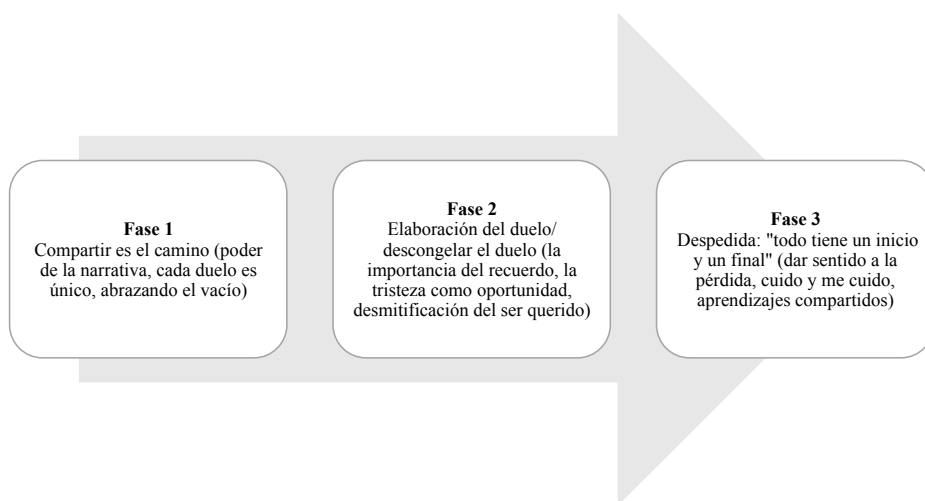 Fase 1
Compartir es el camino (poder
de la narrativa, cada duelo es
único, abrazando el vacío)
Fase 2
Elaboración del duelo/
descongelar el duelo (la
importancia del recuerdo, la
tristeza como oportunidad,
desmitificación del ser querido)
Fase 3
Despedida: "todo tiene un inicio
y un final" (dar sentido a la
pérdida, cuido y me cuido,
aprendizajes compartidos)